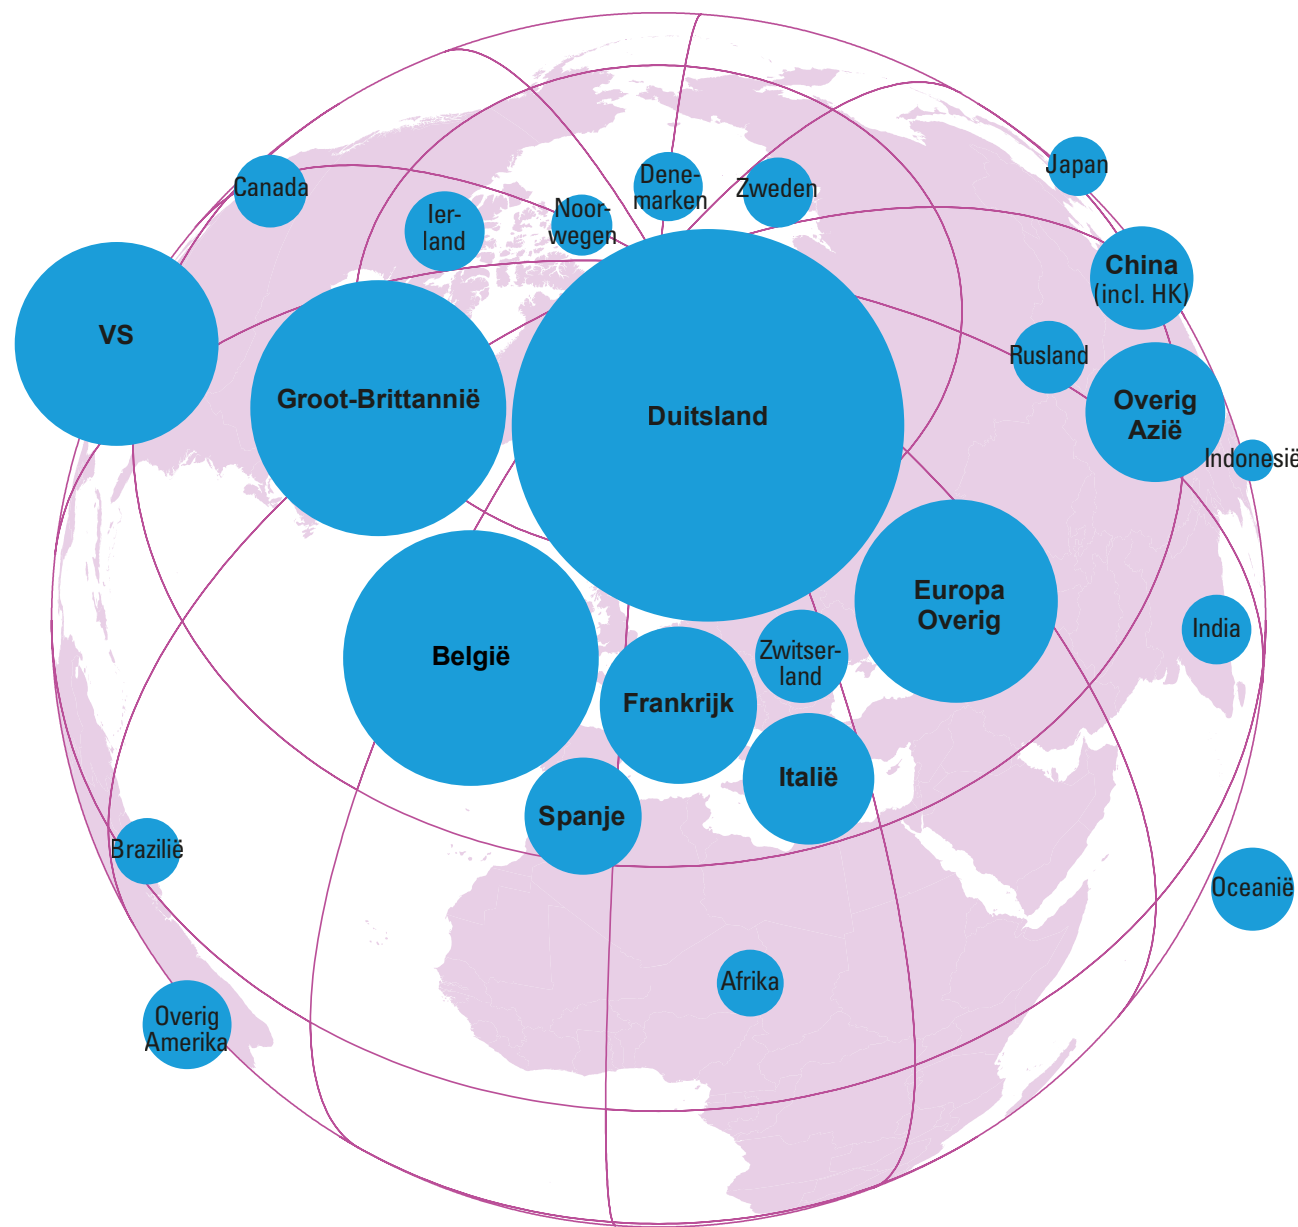 Canada
Ier-
land
Noor-
wegen
Dene-
marken
Zweden
Japan
China
(incl. HK)
VS
Groot-Brittannië
Duitsland
Rusland
Overig
Azië
Indonesië
Europa
Overig
België
Zwitser-
land
India
Frankrijk
Italië
Spanje
Brazilië
Oceanië
Afrika
Overig
Amerika